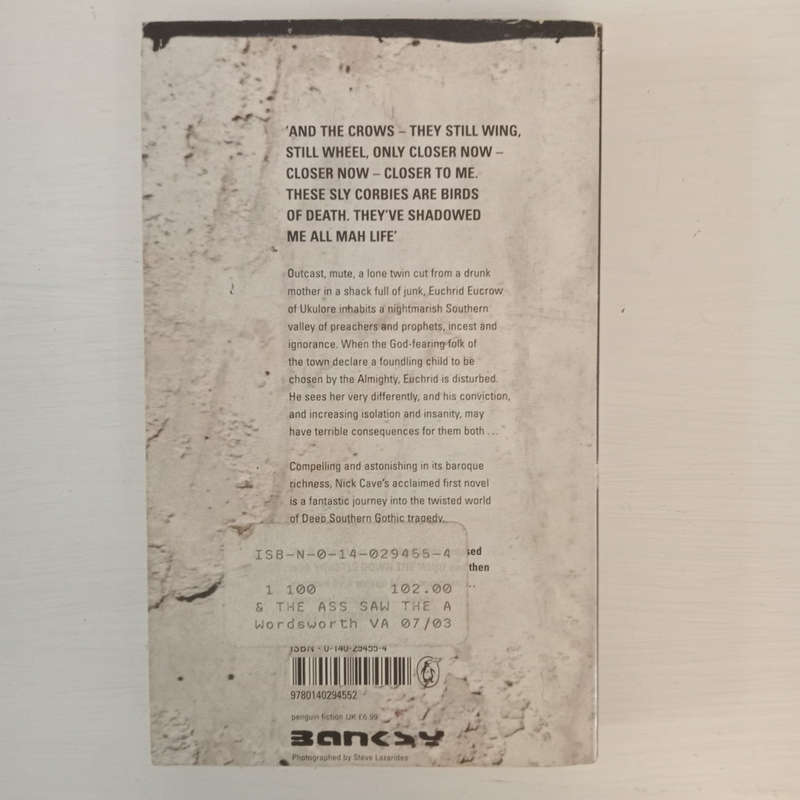 'AND THE CROWS – THEY STILL WING,
STILL WHEEL, ONLY CLOSER NOW –
CLOSER NOW – CLOSER TO ME.
THESE SLY CORBIES ARE BIRDS
OF DEATH. THEY'VE SHADOWED
ME ALL MAH LIFE'
Outcast, mute, a lone twin cut from a drunk
mother in a shack full of junk, Euchrid Eucrow
of Ukulore inhabits a nightmarish Southern
valley of preachers and prophets, incest and
ignorance. When the God-fearing folk of
the town declare a foundling child to be
chosen by the Almighty, Euchrid is disturbed.
He sees her very differently, and his conviction,
and increasing isolation and insanity, may
have terrible consequences for them both ...
Compelling and astonishing in its baroque
richness, Nick Cave's acclaimed first novel
is a fantastic journey into the twisted world
of Deep Southern Gothic tragedy.
sed
then
ISB-N-0-14-029455-4
1 100 102.00
& THE ASS SAW THE A
Wordsworth VA 07/03
ISBN 0-140-29455-4
9780140294552
penguin fiction UK £6.99
BANKSY
Photographed by Steve Lazarides